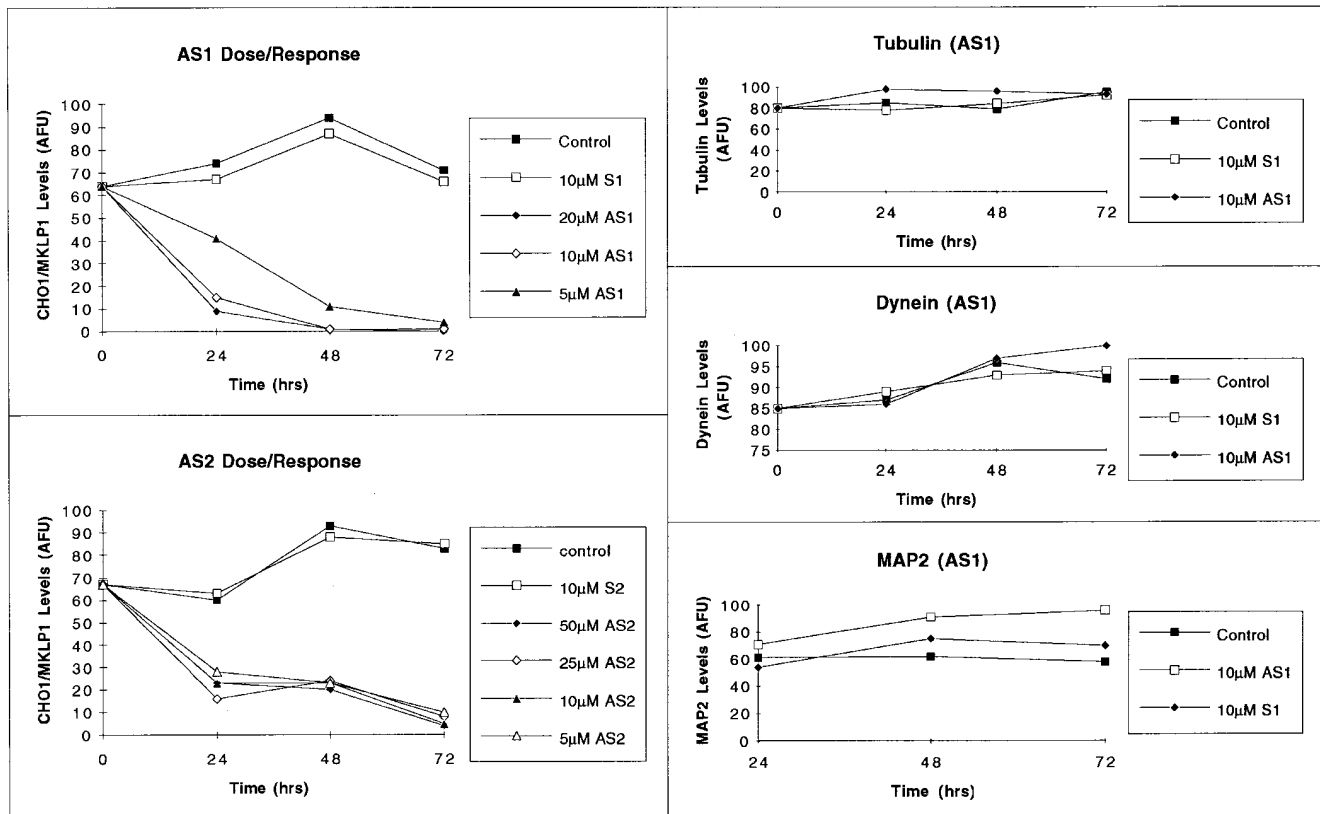 AS1 Dose/Response
CHO1/MKLP1 Levels (AFU)
100
90
80
70
60
50
40
30
20
10
0
0 24 48 72
Time (hrs)
Control
10µM S1
20µM AS1
10µM AS1
5µM AS1
AS2 Dose/Response
CHO1/MKLP1 Levels (AFU)
100
90
80
70
60
50
40
30
20
10
0
0 24 48 72
Time (hrs)
control
10µM S2
50µM AS2
25µM AS2
10µM AS2
5µM AS2
Tubulin (AS1)
Tubulin Levels
(AFU)
100
80
60
40
20
0
0 24 48 72
Time (hrs)
Control
10µM S1
10µM AS1
Dynein (AS1)
Dynein Levels
(AFU)
100
95
90
85
80
75
0 24 48 72
Time (hrs)
Control
10µM S1
10µM AS1
MAP2 (AS1)
MAP2 Levels (AFU)
100
80
60
40
20
0
24 48 72
Time (hrs)
Control
10µM AS1
10µM S1